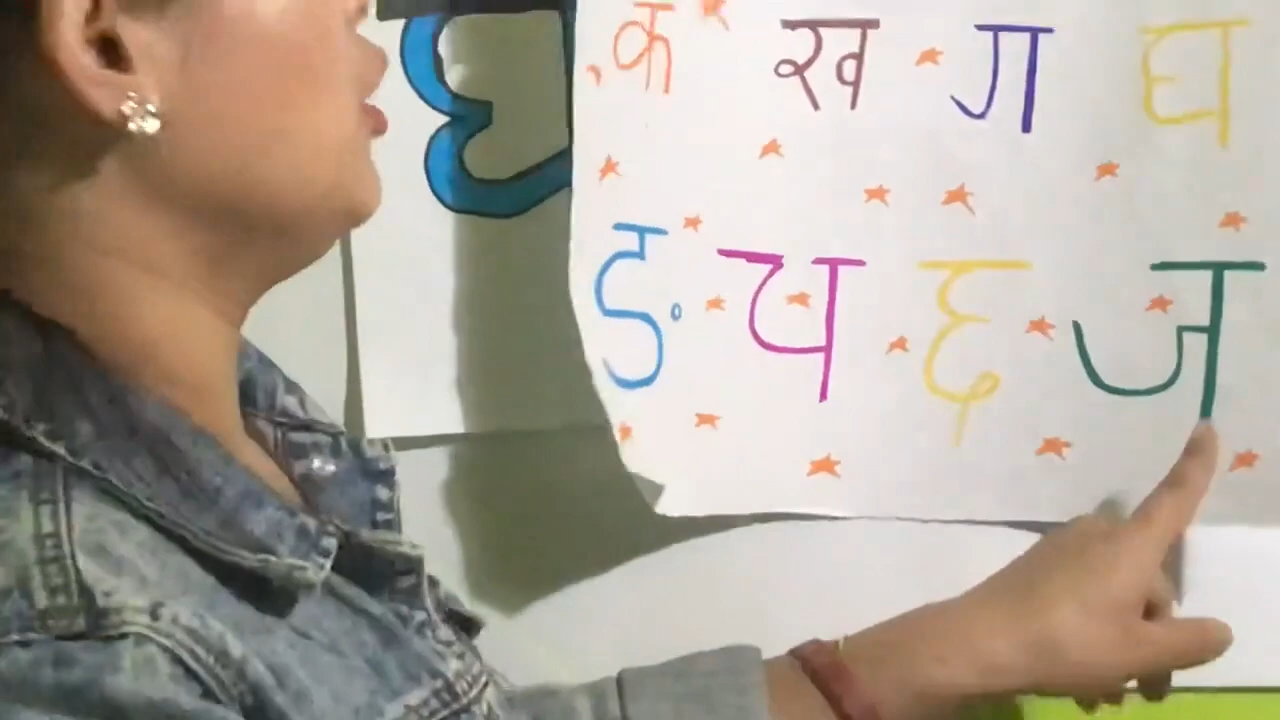 क ख ग घ
ङ च छ ज